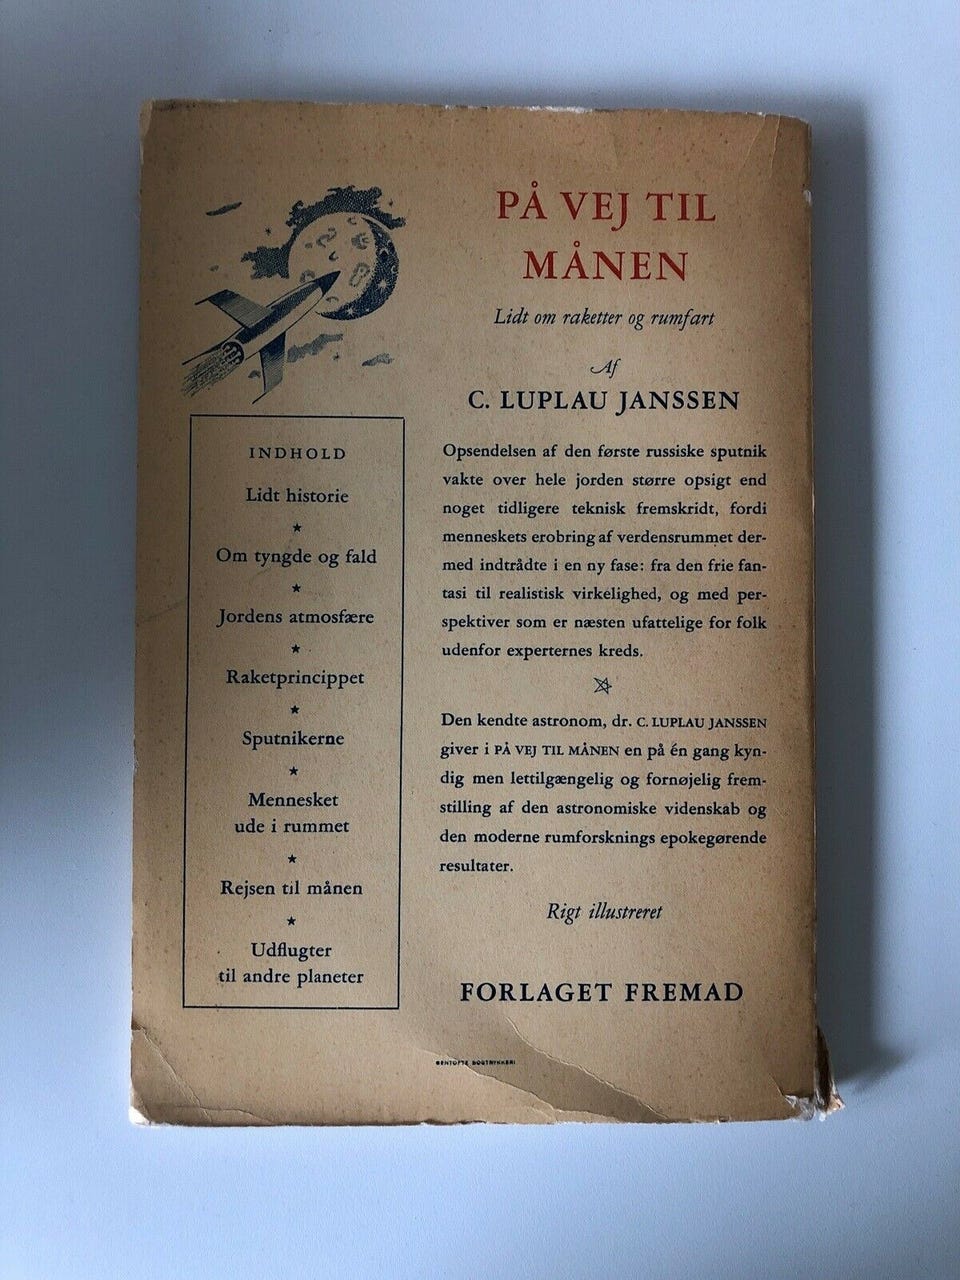 PÅ VEJ TIL
MÅNEN
Lidt om raketter og rumfart
Af
C. LUPLAU JANSSEN
INDHOLD
Lidt historie
Om tyngde og fald
Jordens atmosfære
Raketprincippet
Sputnikerne
Mennesket
ude i rummet
Rejsen til månen
Udflugter
til andre planeter
Opsendelsen af den første russiske sputnik
vakte over hele jorden større opsigt end
noget tidligere teknisk fremskridt, fordi
menneskets erobring af verdensrummet der-
med indtrådte i en ny fase: fra den frie fan-
tasi til realistisk virkelighed, og med per-
spektiver som er næsten ufattelige for folk
udenfor experternes kreds.
Den kendte astronom, dr. C. LUPLAU JANSSEN
giver i PÅ VEJ TIL MÅNEN en på én gang kyn-
dig men lettilgængelig og fornøjelig frem-
stilling af den astronomiske videnskab og
den moderne rumforsknings epokegørende
resultater.
Rigt illustreret
FORLAGET FREMAD
GENTOFTE BOGTRYKKERI